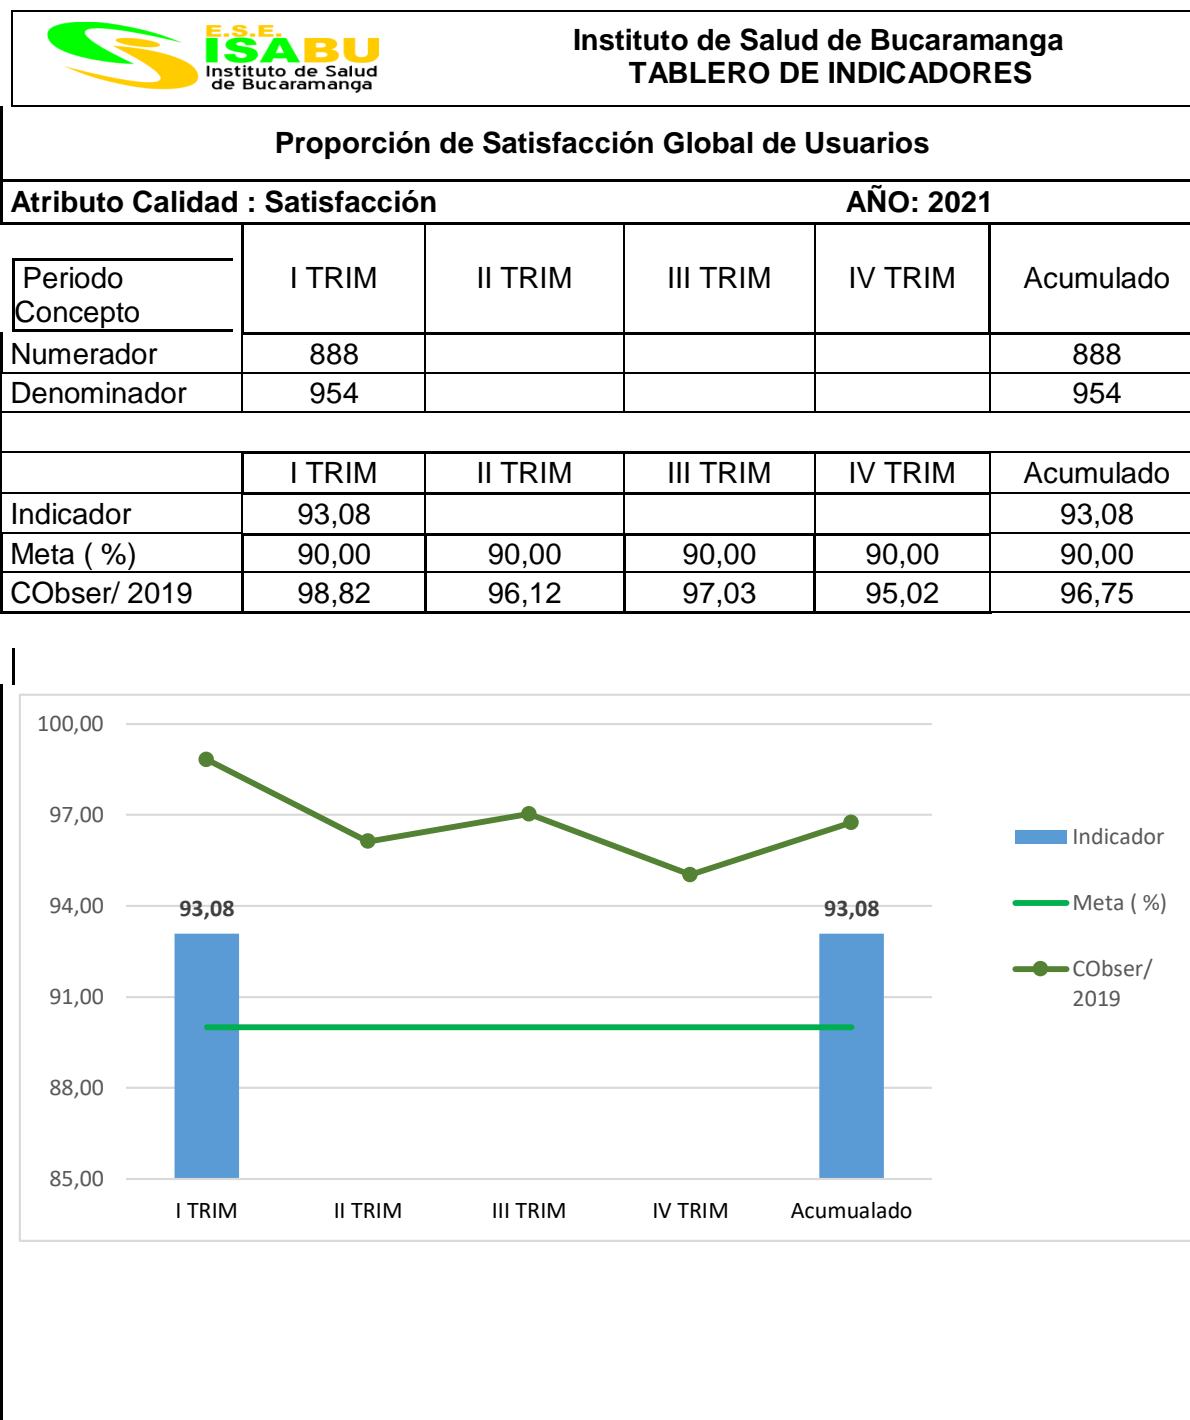 E.S.E.
ISABU
Instituto de Salud
de Bucaramanga
Instituto de Salud de Bucaramanga
TABLERO DE INDICADORES
Proporción de Satisfacción Global de Usuarios
Atributo Calidad : Satisfacción AÑO: 2021
Periodo
Concepto
I TRIM II TRIM III TRIM IV TRIM Acumulado
Numerador 888 888
Denominador 954 954
I TRIM II TRIM III TRIM IV TRIM Acumulado
Indicador 93,08 93,08
Meta ( %) 90,00 90,00 90,00 90,00 90,00
CObser/ 2019 98,82 96,12 97,03 95,02 96,75
100,00
97,00
94,00
91,00
88,00
85,00
93,08 93,08
I TRIM II TRIM III TRIM IV TRIM Acumualado
Indicador
Meta ( %)
CObser/
2019